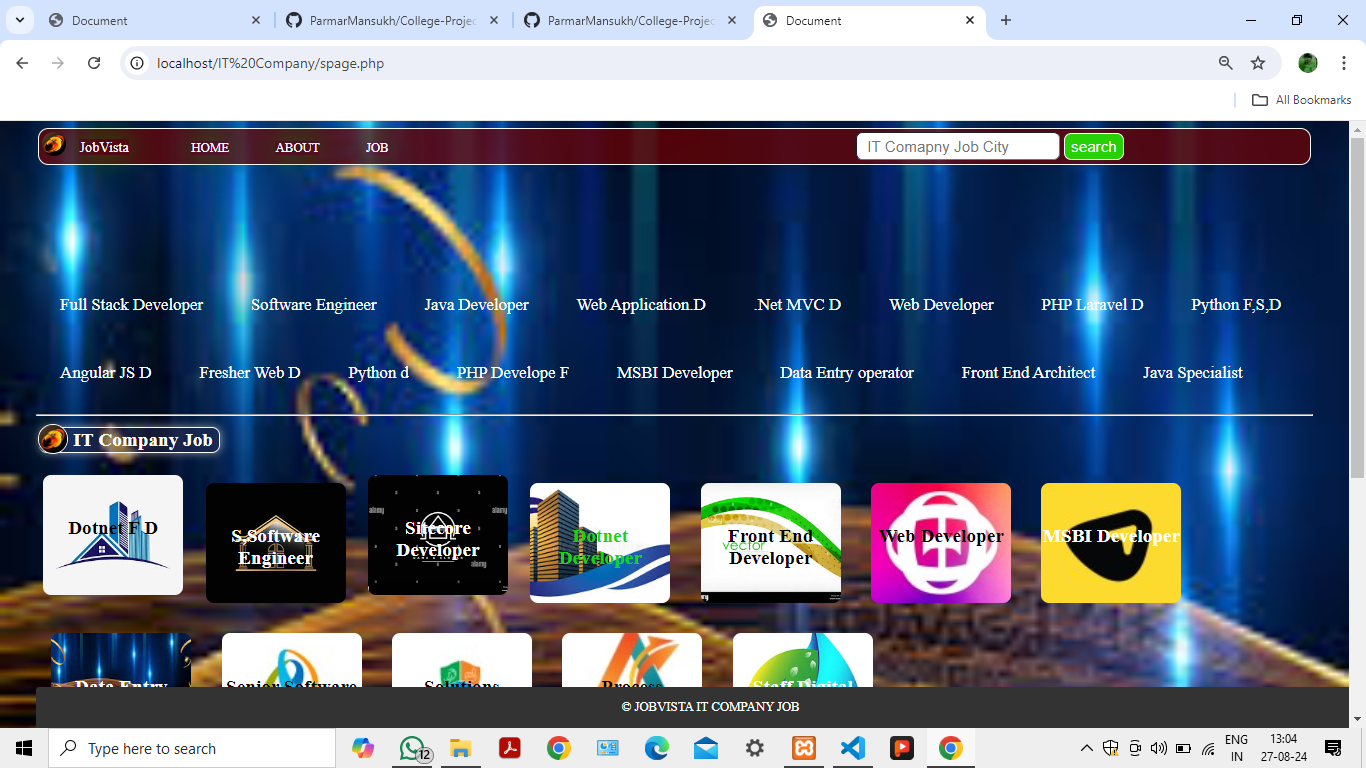 Document
ParmarMansukh/College-Projec
ParmarMansukh/College-Projec
Document
localhost/IT%20Company/spage.php
All Bookmarks
JobVista HOME ABOUT JOB IT Comapny Job City search
Full Stack Developer Software Engineer Java Developer Web Application.D .Net MVC D Web Developer PHP Laravel D Python F,S,D
Angular JS D Fresher Web D Python d PHP Develope F MSBI Developer Data Entry operator Front End Architect Java Specialist
IT Company Job
Dotnet F D
S,Software
Engineer
Sitecore
Developer
alamy
alamy
alamy
Dotnet
Developer
Front End
Developer
vector
Web Developer
MSBI Developer
Data Entry
Senior Software
Solutions
Process
Staff Digital
© JOBVISTA IT COMPANY JOB
Type here to search
12
ENG
IN
13:04
27-08-24